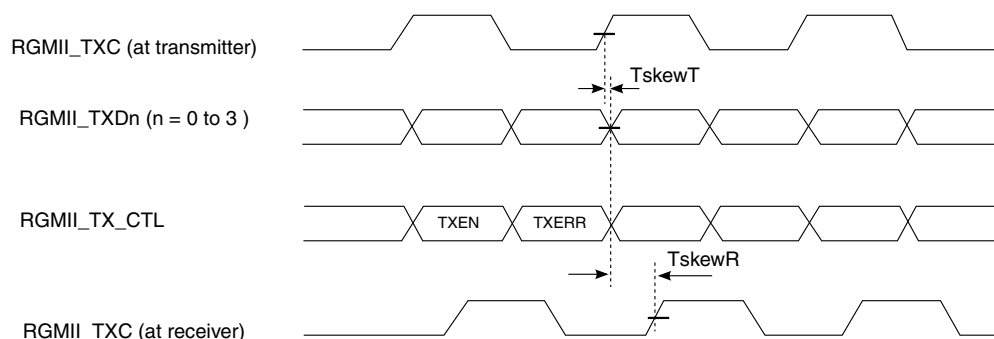 RGMII_TXC (at transmitter)
TskewT
RGMII_TXDn (n = 0 to 3 )
RGMII_TX_CTL
TXEN
TXERR
TskewR
RGMII_TXC (at receiver)